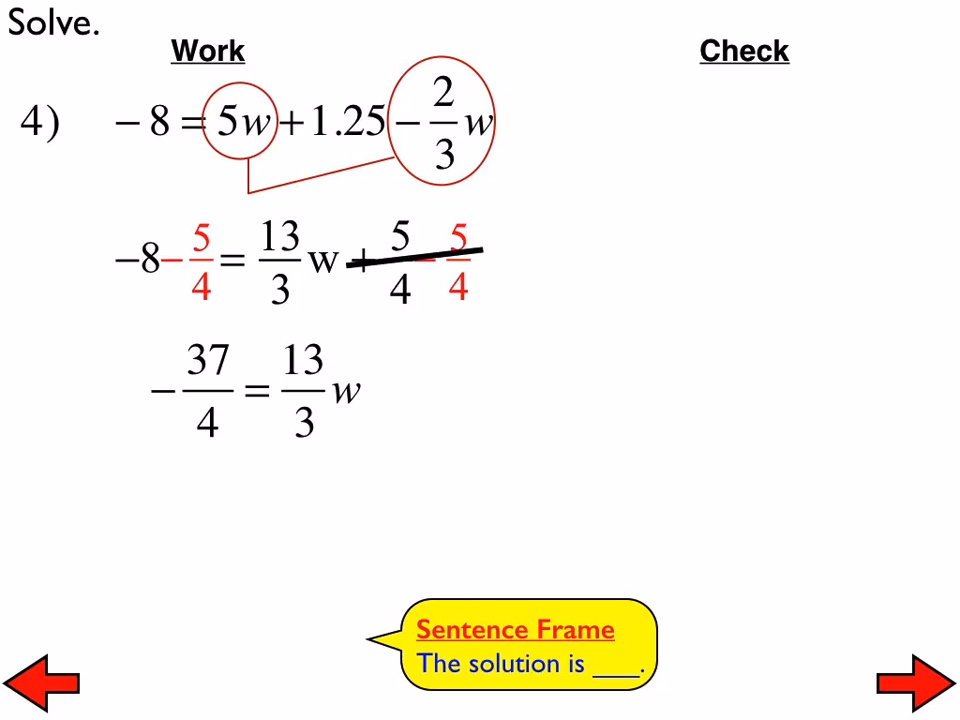 Solve.
Work
Check
4) − 8 = 5w + 1.25 − 2/3 w
−8 − 5/4 = 13/3 w + 5/4 − 5/4
− 37/4 = 13/3 w
Sentence Frame
The solution is ____.